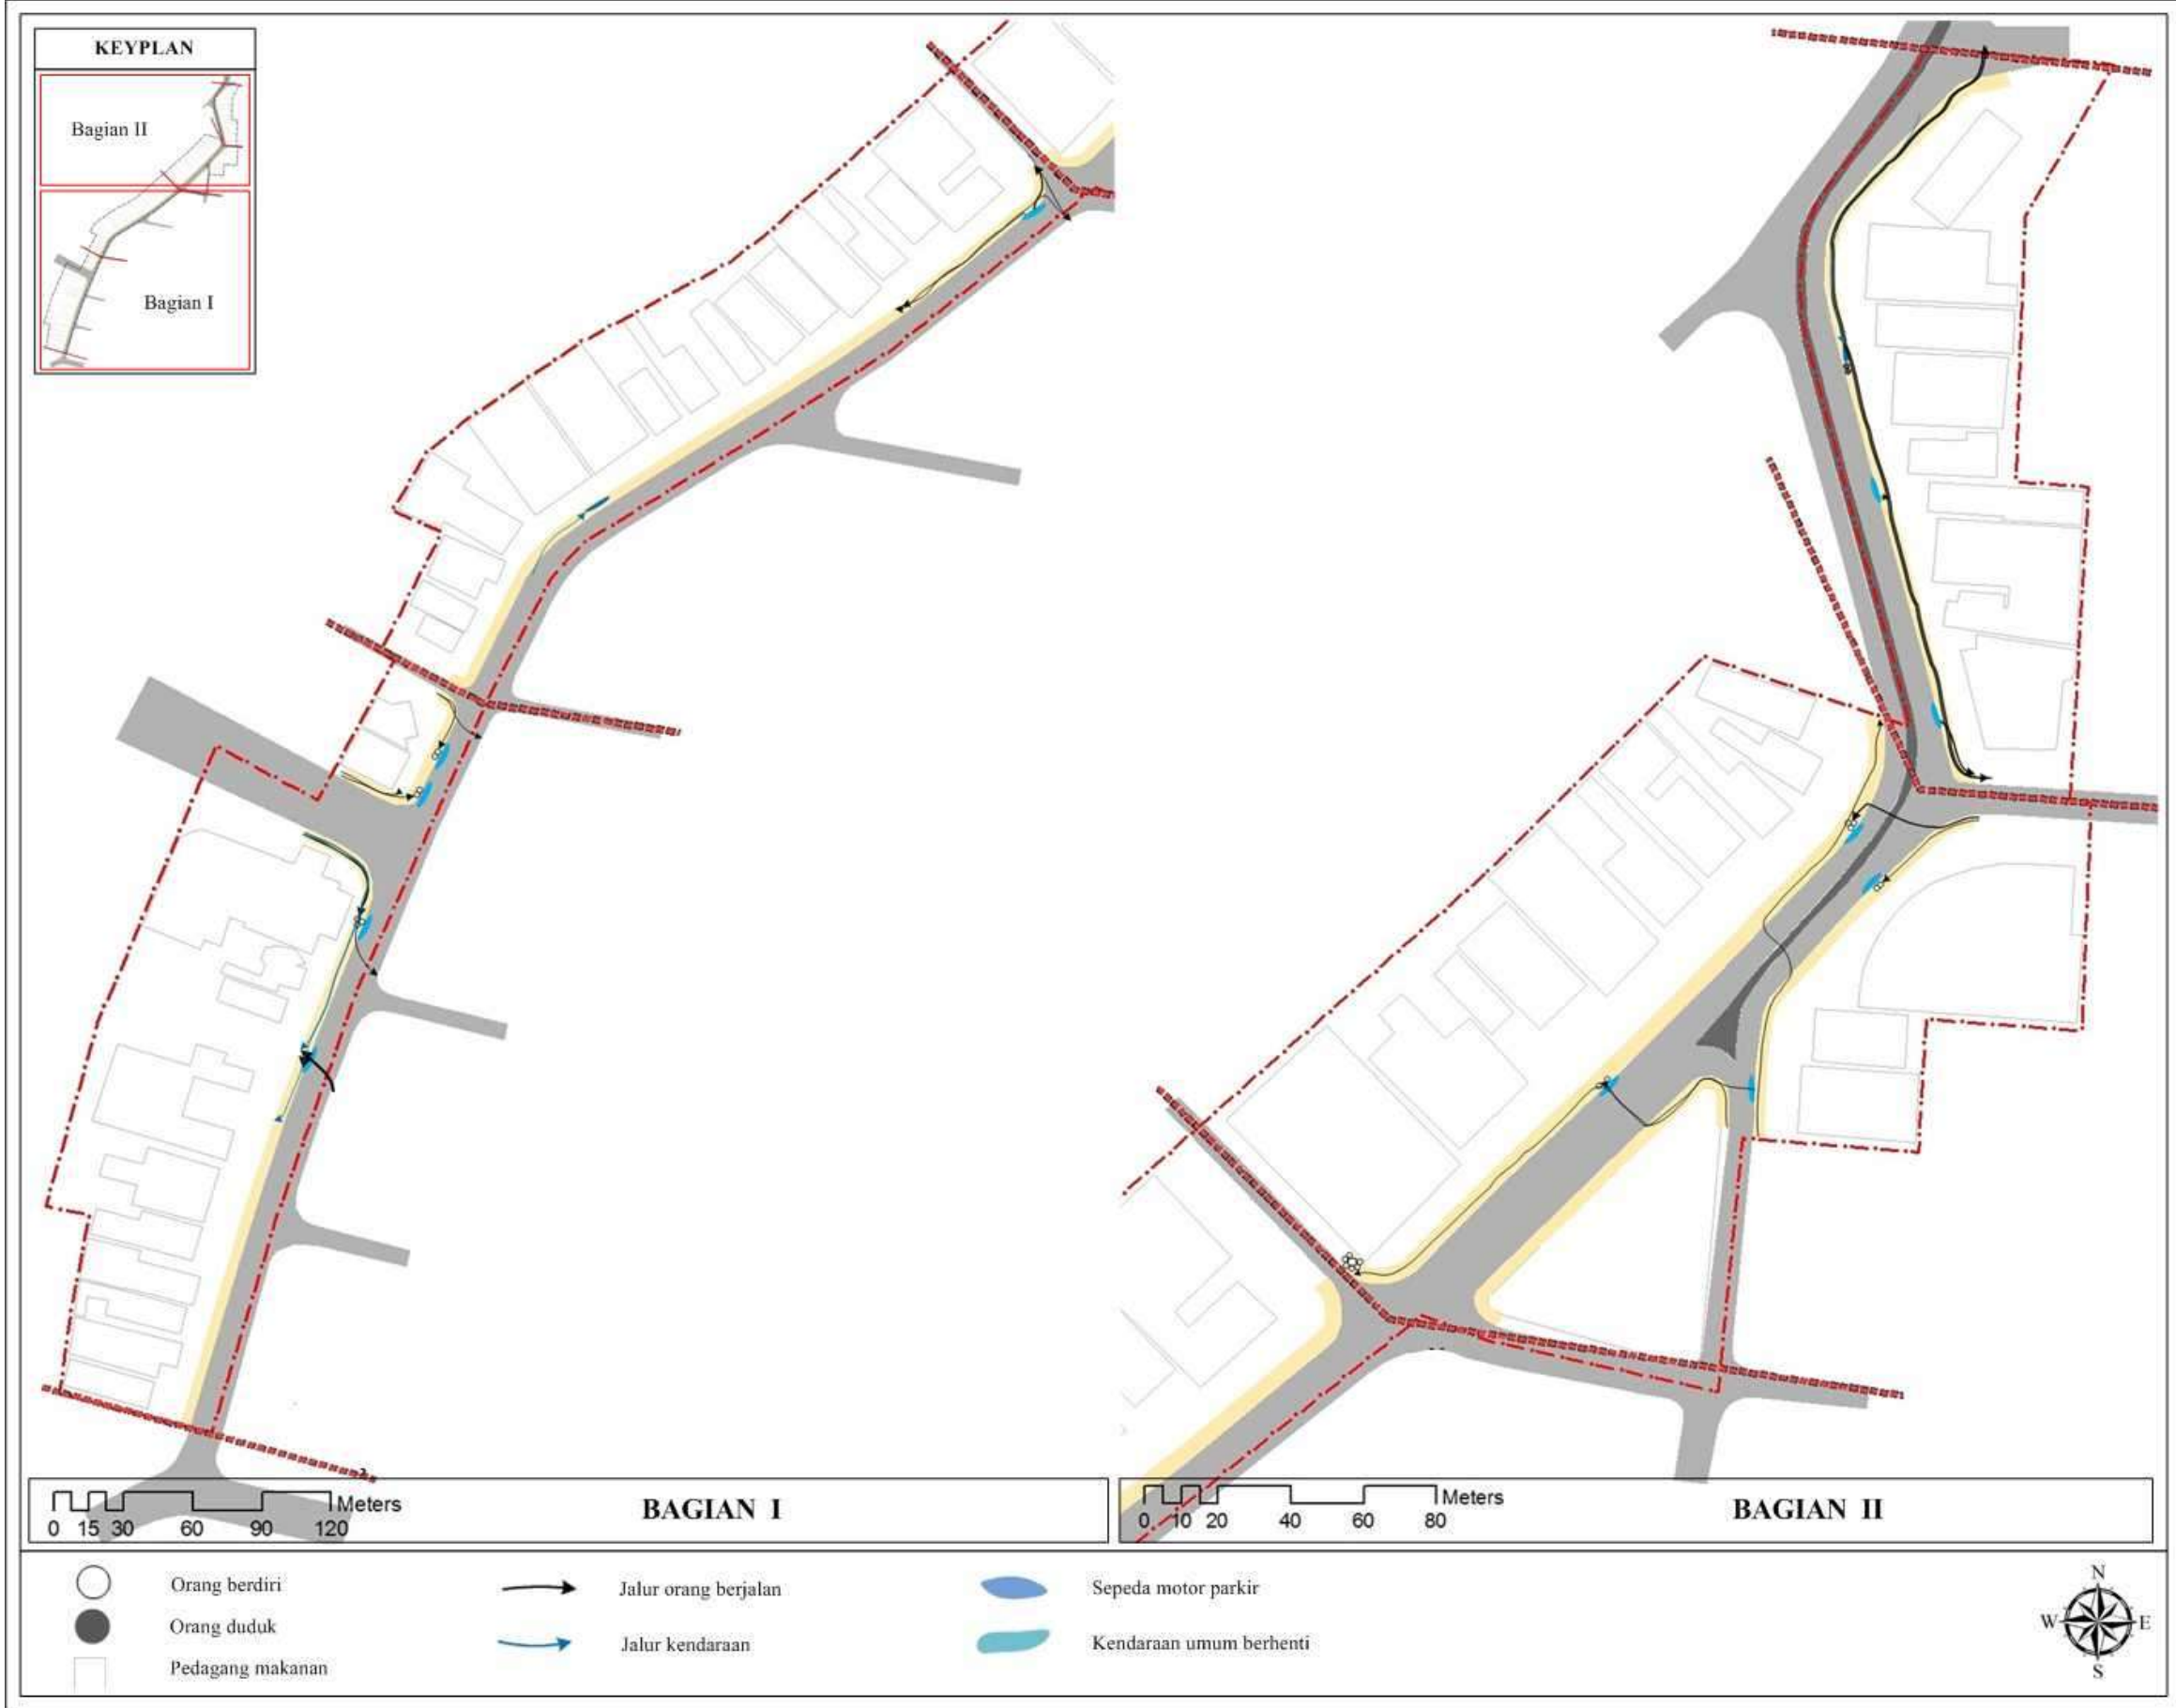 KEYPLAN
Bagian II
Bagian I
Meters
0 15 30 60 90 120
BAGIAN I
Meters
0 10 20 40 60 80
BAGIAN II
Orang berdiri
Orang duduk
Pedagang makanan
Jalur orang berjalan
Jalur kendaraan
Sepeda motor parkir
Kendaraan umum berhenti
N
W E
S